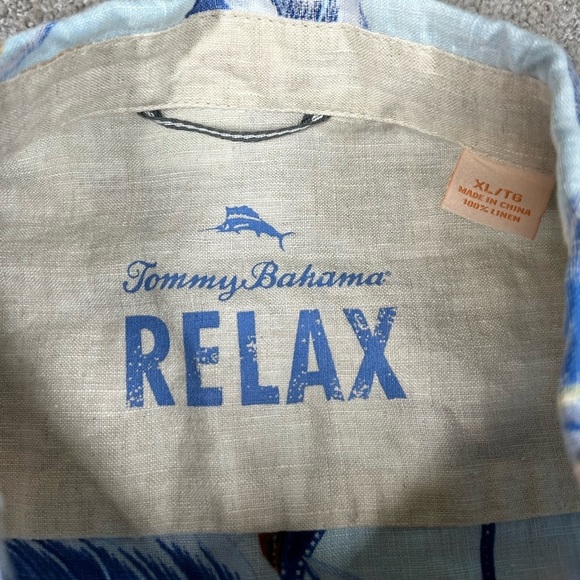 XL/TG
MADE IN CHINA
100% LINEN
Tommy Bahama®
RELAX